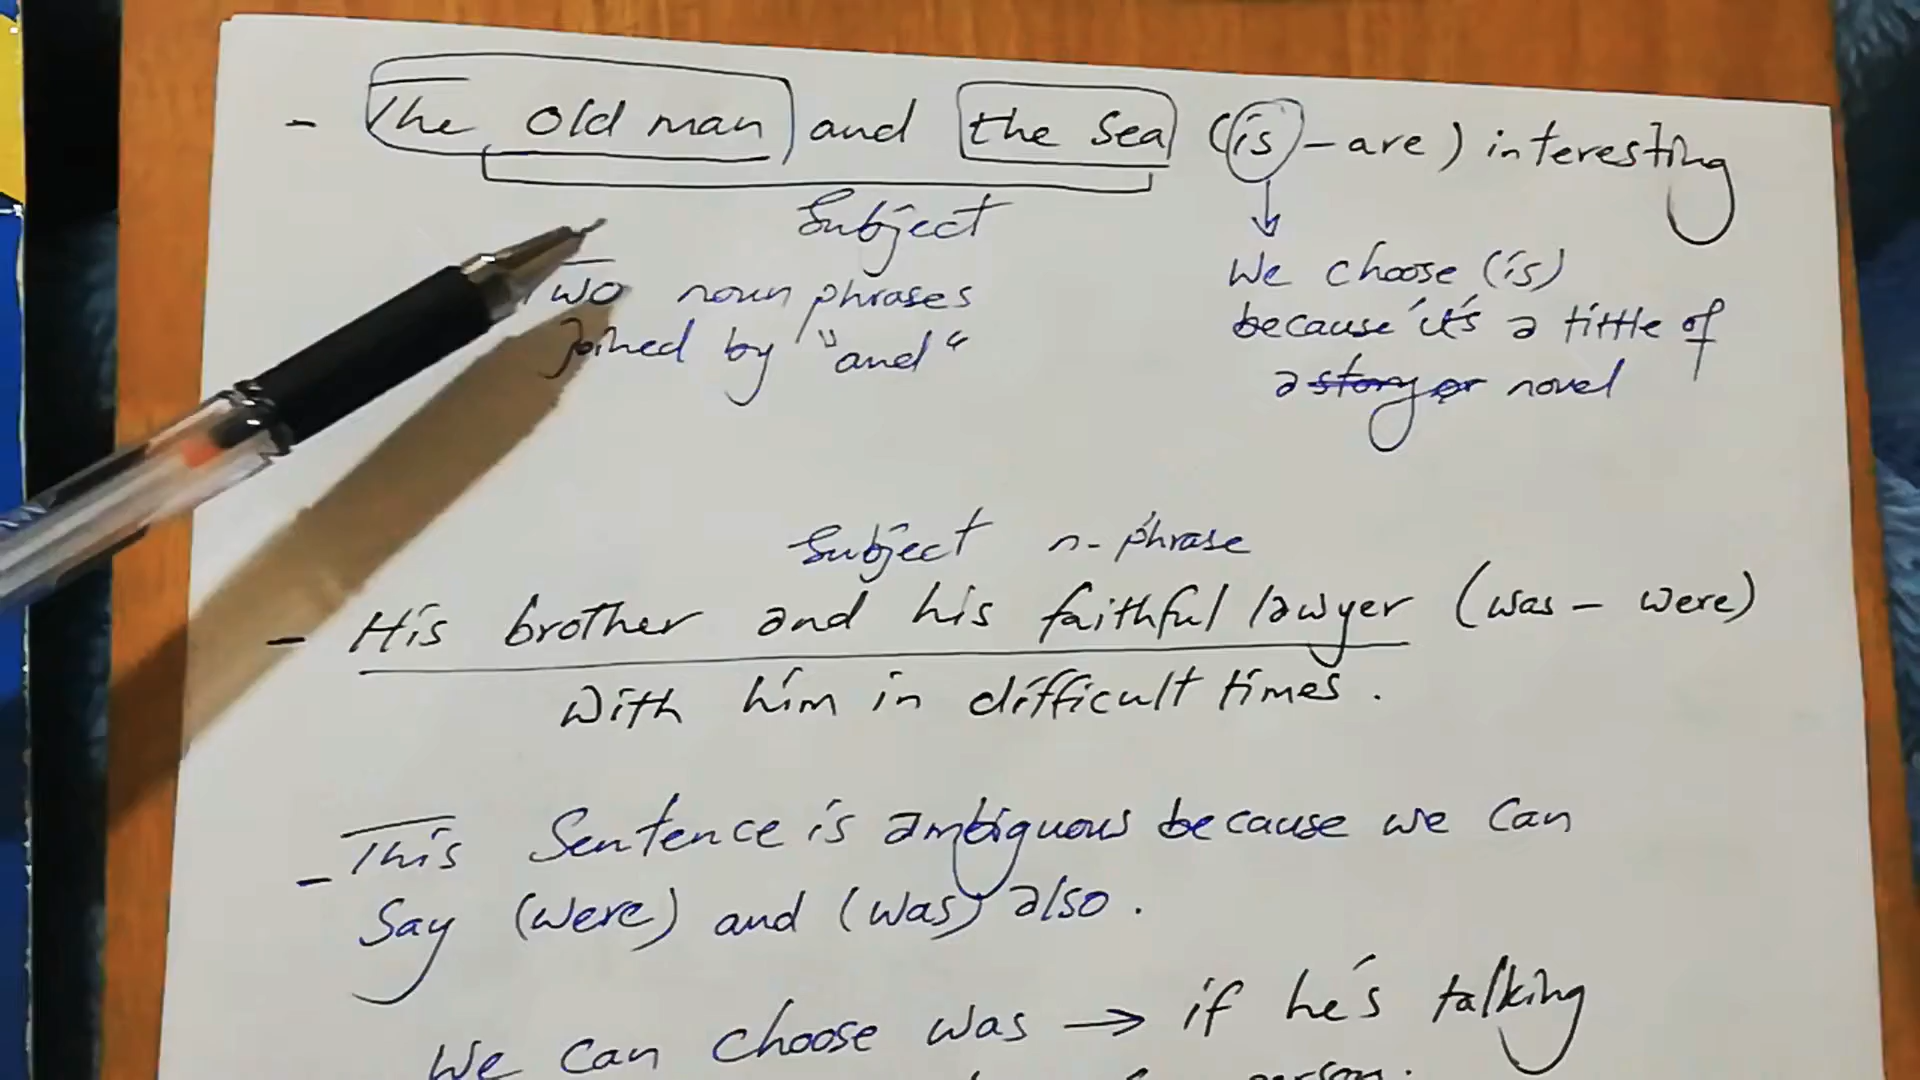 - The old man and the sea (is - are) interesting
Subject
Two noun phrases
joined by "and"
We choose (is)
because it's a tittle of
a story or novel
Subject n-phrase
- His brother and his faithful lawyer (was - were)
with him in difficult times.
- This sentence is ambiguous because we can
say (were) and (was) also.
We can choose was → if he's talking
person.